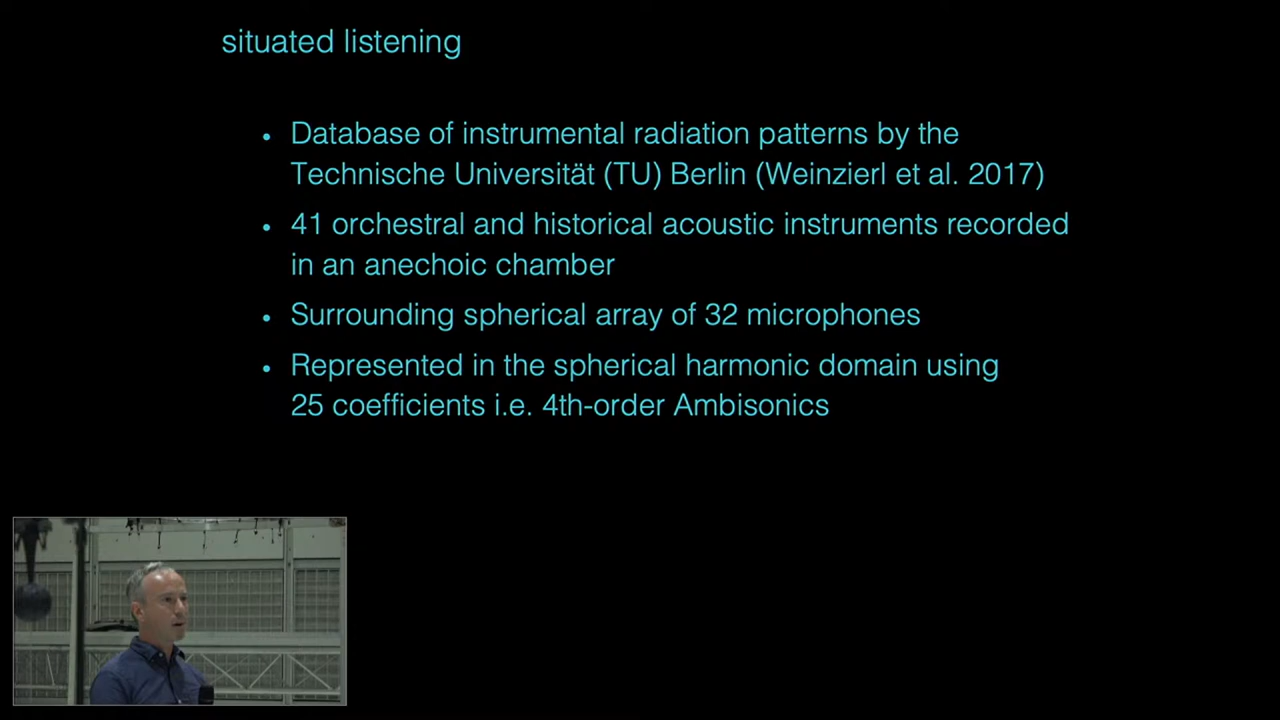 situated listening
• Database of instrumental radiation patterns by the
Technische Universität (TU) Berlin (Weinzierl et al. 2017)
• 41 orchestral and historical acoustic instruments recorded
in an anechoic chamber
• Surrounding spherical array of 32 microphones
• Represented in the spherical harmonic domain using
25 coefficients i.e. 4th-order Ambisonics